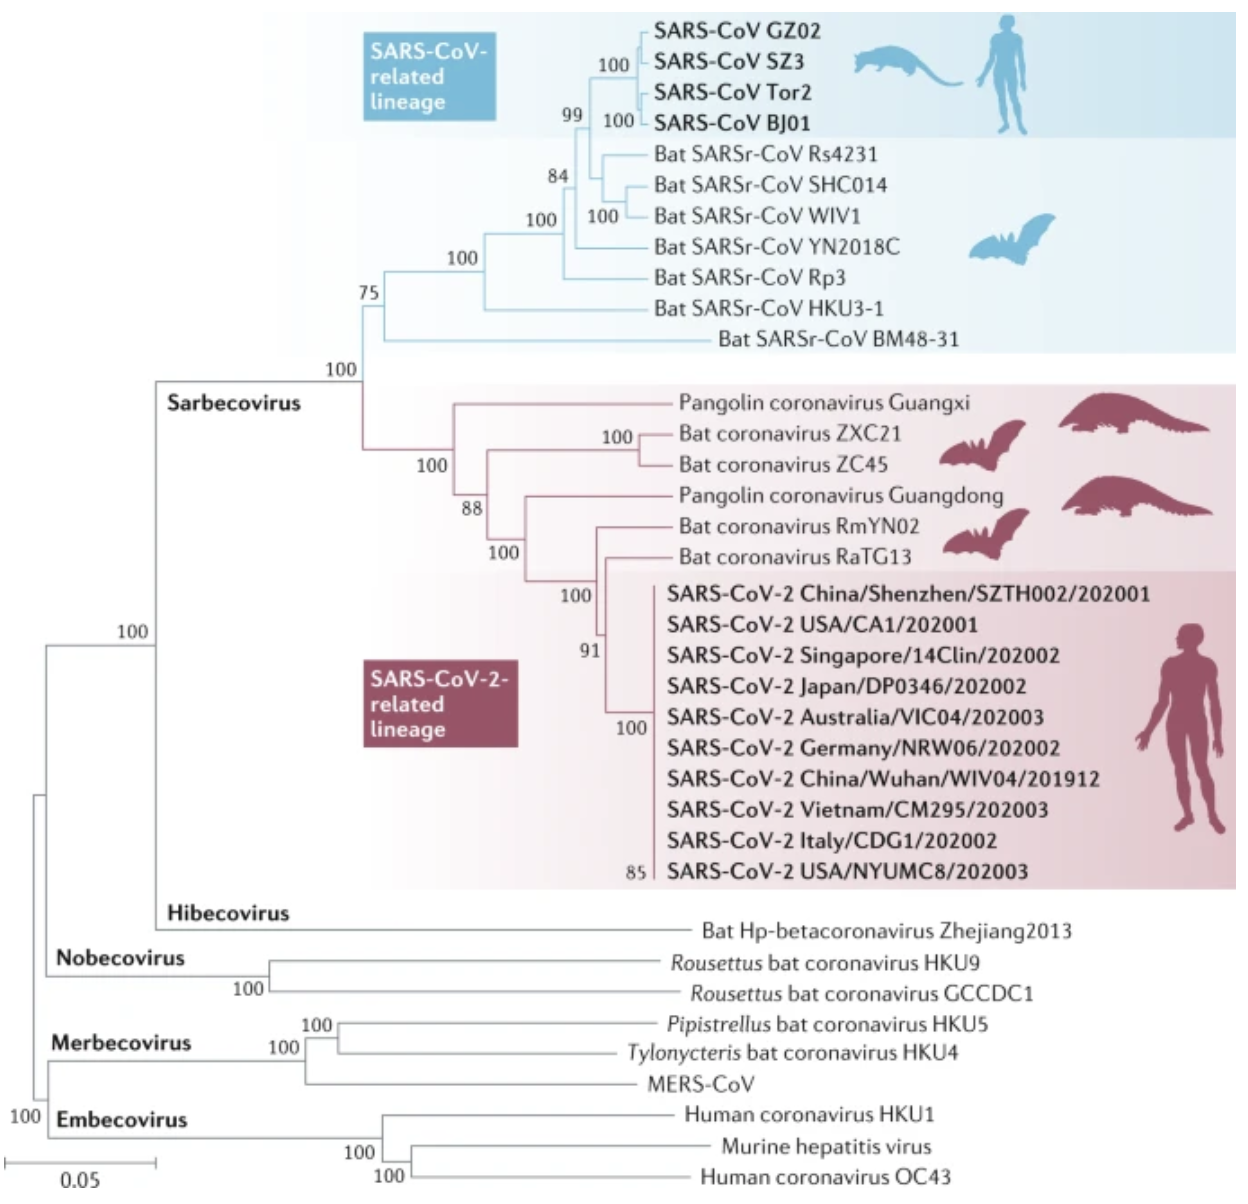 SARS-CoV-
related
lineage
SARS-CoV GZ02
100
SARS-CoV SZ3
SARS-CoV Tor2
99
100
SARS-CoV BJ01
Bat SARSr-CoV Rs4231
84
Bat SARSr-CoV SHC014
100
100
Bat SARSr-CoV WIV1
Bat SARSr-CoV YN2018C
100
Bat SARSr-CoV Rp3
75
Bat SARSr-CoV HKU3-1
Bat SARSr-CoV BM48-31
100
Sarbecovirus
Pangolin coronavirus Guangxi
100
Bat coronavirus ZXC21
100
Bat coronavirus ZC45
88
Pangolin coronavirus Guangdong
Bat coronavirus RmYN02
100
Bat coronavirus RaTG13
100
SARS-CoV-2 China/Shenzhen/SZTH002/202001
SARS-CoV-2 USA/CA1/202001
91
SARS-CoV-2 Singapore/14Clin/202002
SARS-CoV-2-
related
lineage
SARS-CoV-2 Japan/DP0346/202002
SARS-CoV-2 Australia/VIC04/202003
100
SARS-CoV-2 Germany/NRW06/202002
SARS-CoV-2 China/Wuhan/WIV04/201912
SARS-CoV-2 Vietnam/CM295/202003
SARS-CoV-2 Italy/CDG1/202002
85
SARS-CoV-2 USA/NYUMC8/202003
100
Hibecovirus
Bat Hp-betacoronavirus Zhejiang2013
Nobecovirus
Rousettus bat coronavirus HKU9
100
Rousettus bat coronavirus GCCDC1
Merbecovirus
100
Pipistrellus bat coronavirus HKU5
100
Tylonycteris bat coronavirus HKU4
MERS-CoV
100
Embecovirus
Human coronavirus HKU1
100
Murine hepatitis virus
100
Human coronavirus OC43
0.05